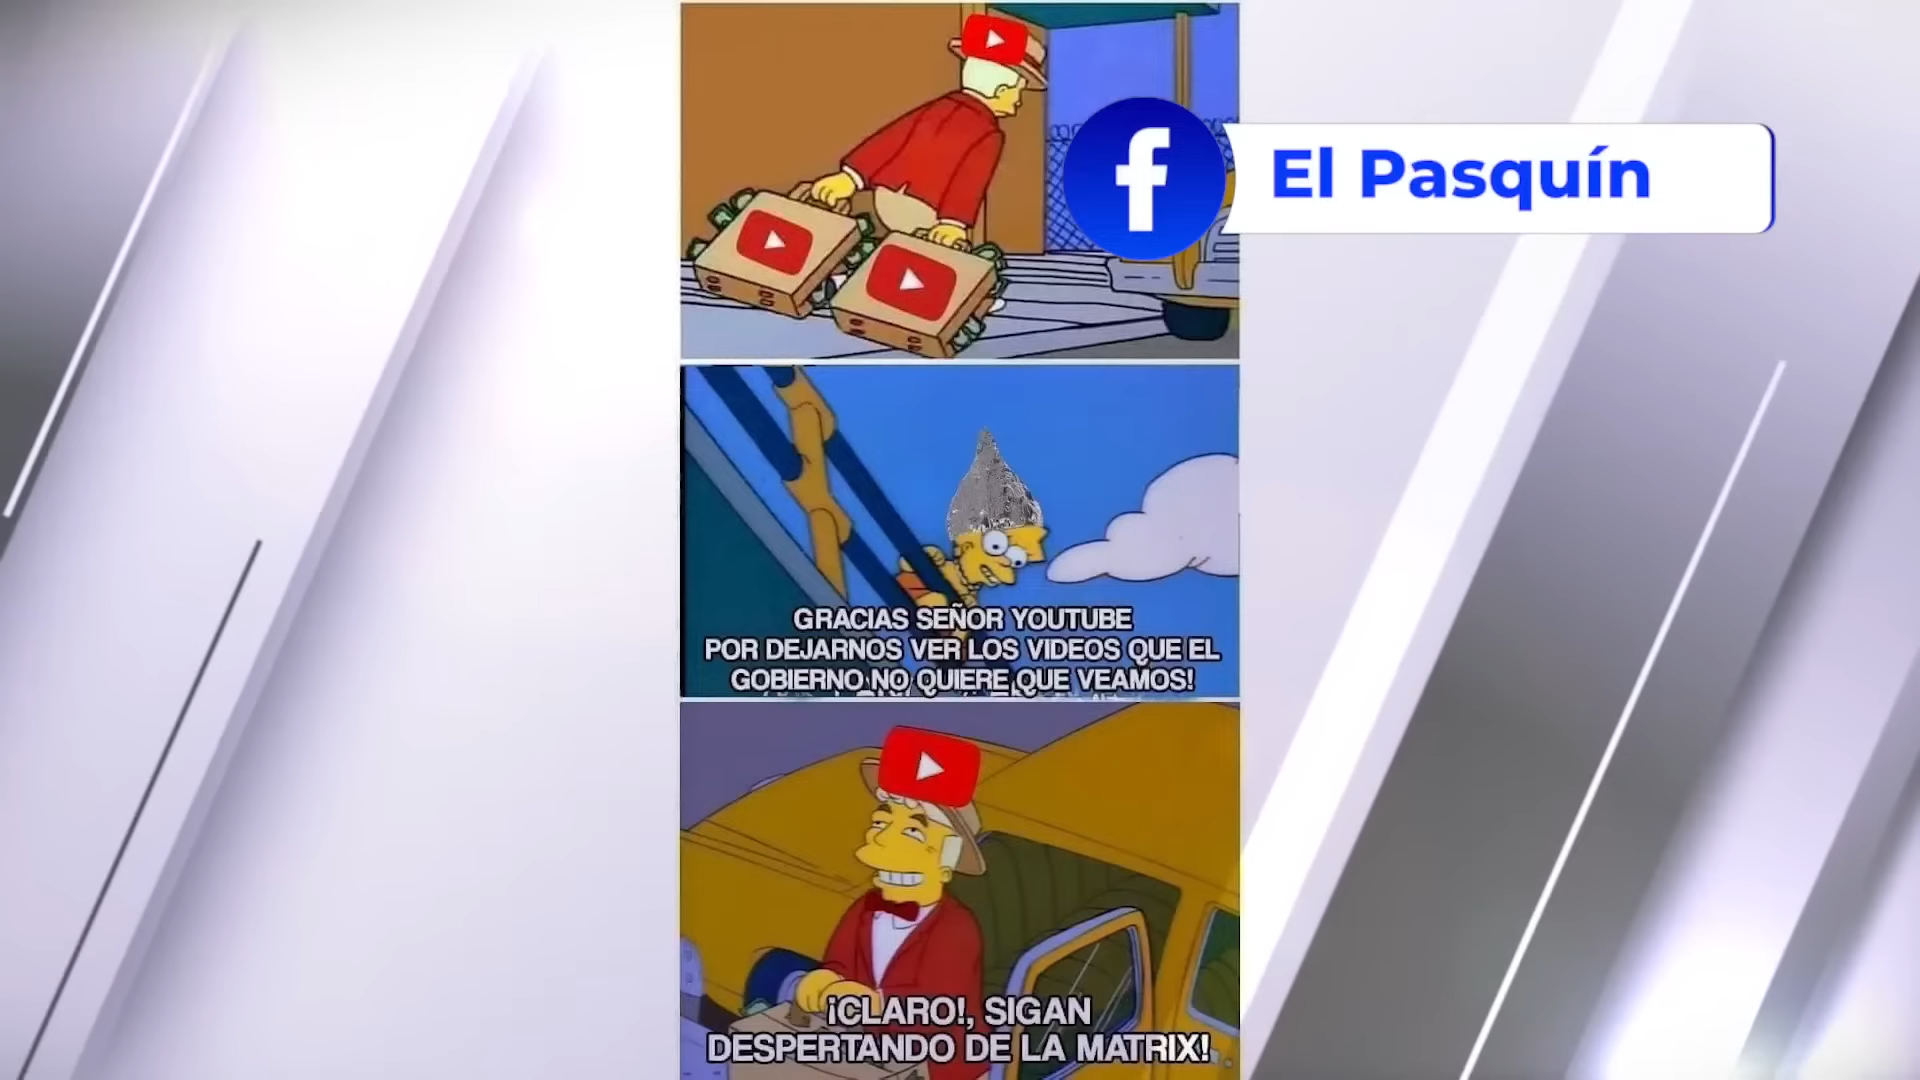 El Pasquín
GRACIAS SEÑOR YOUTUBE
POR DEJARNOS VER LOS VIDEOS QUE EL
GOBIERNO NO QUIERE QUE VEAMOS!
¡CLARO!, SIGAN
DESPERTANDO DE LA MATRIX!